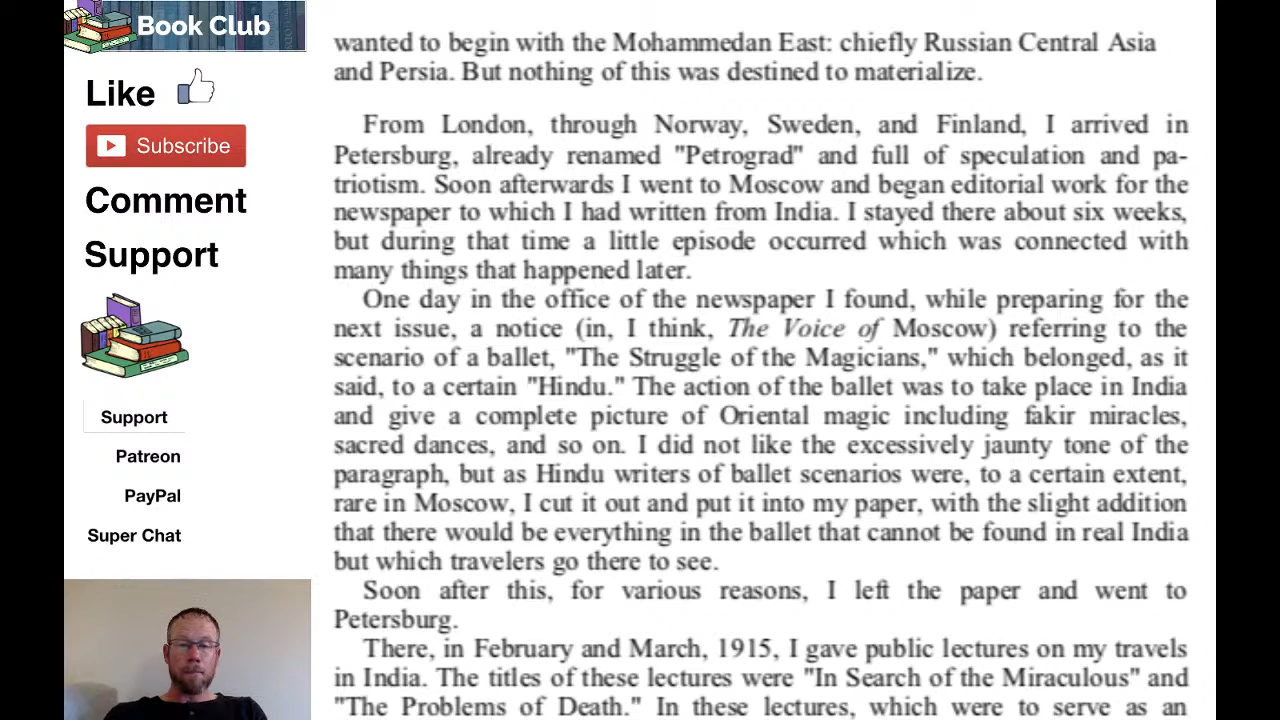 Book Club
Like
Subscribe
Comment
Support
Support
Patreon
PayPal
Super Chat
wanted to begin with the Mohammedan East: chiefly Russian Central Asia
and Persia. But nothing of this was destined to materialize.
From London, through Norway, Sweden, and Finland, I arrived in
Petersburg, already renamed "Petrograd" and full of speculation and pa-
triotism. Soon afterwards I went to Moscow and began editorial work for the
newspaper to which I had written from India. I stayed there about six weeks,
but during that time a little episode occurred which was connected with
many things that happened later.
One day in the office of the newspaper I found, while preparing for the
next issue, a notice (in, I think, The Voice of Moscow) referring to the
scenario of a ballet, "The Struggle of the Magicians," which belonged, as it
said, to a certain "Hindu." The action of the ballet was to take place in India
and give a complete picture of Oriental magic including fakir miracles,
sacred dances, and so on. I did not like the excessively jaunty tone of the
paragraph, but as Hindu writers of ballet scenarios were, to a certain extent,
rare in Moscow, I cut it out and put it into my paper, with the slight addition
that there would be everything in the ballet that cannot be found in real India
but which travelers go there to see.
Soon after this, for various reasons, I left the paper and went to
Petersburg.
There, in February and March, 1915, I gave public lectures on my travels
in India. The titles of these lectures were "In Search of the Miraculous" and
"The Problems of Death." In these lectures, which were to serve as an